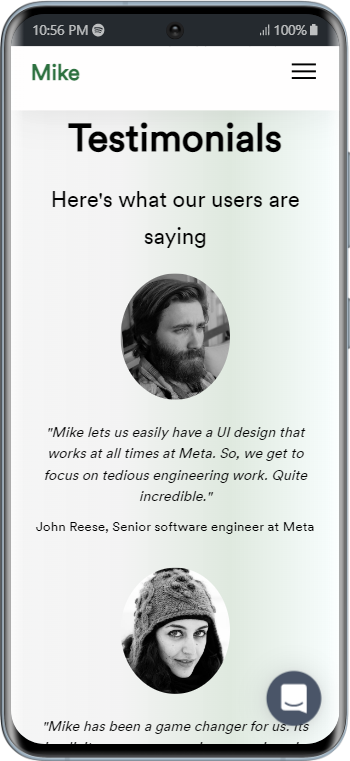 10:56 PM 100%
Mike
Testimonials
Here's what our users are
saying
"Mike lets us easily have a UI design that
works at all times at Meta. So, we get to
focus on tedious engineering work. Quite
incredible."
John Reese, Senior software engineer at Meta
"Mike has been a game changer for us. Its